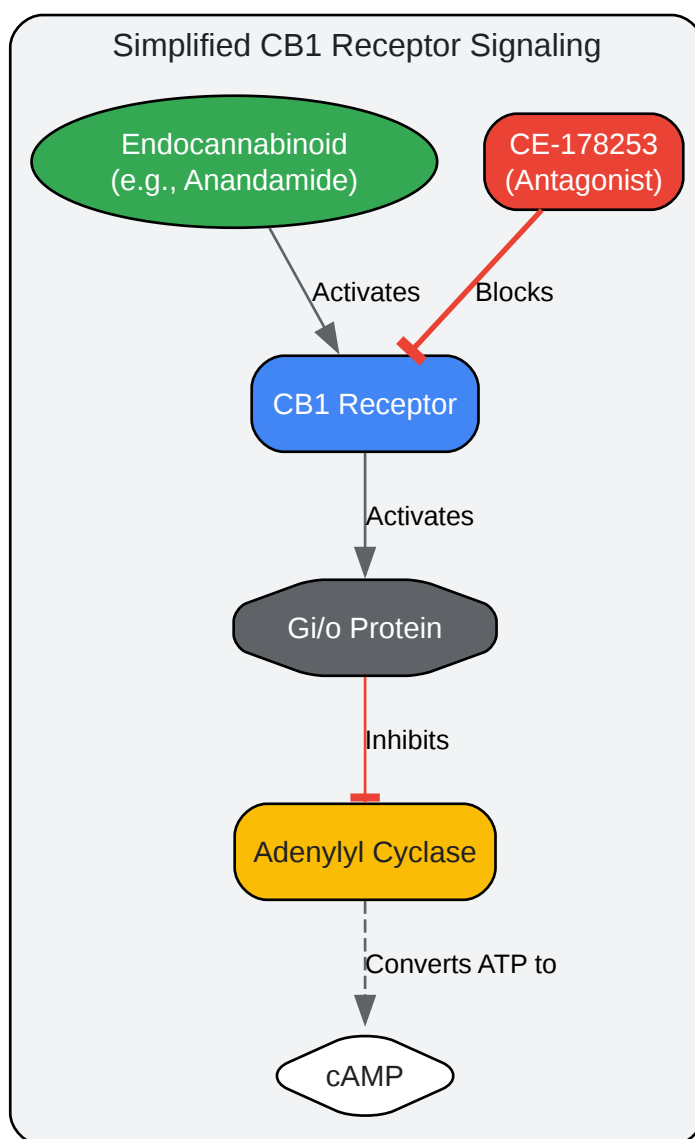 Simplified CB1 Receptor Signaling
Endocannabinoid
(e.g., Anandamide)
CE-178253
(Antagonist)
Activates
Blocks
CB1 Receptor
Activates
Gi/o Protein
Inhibits
Adenylyl Cyclase
Converts ATP to
cAMP